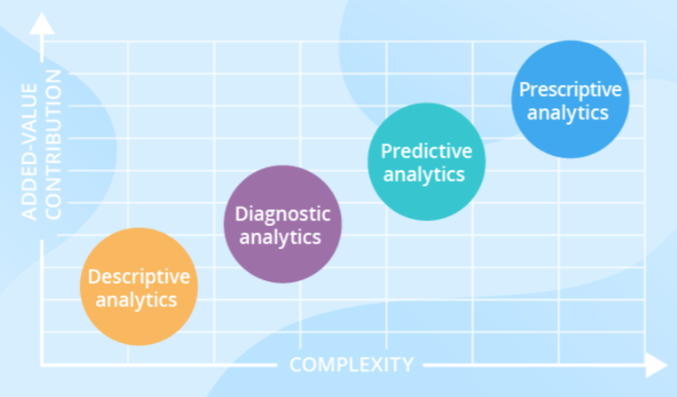 ADDED-VALUE
CONTRIBUTION
Prescriptive
analytics
Predictive
analytics
Diagnostic
analytics
Descriptive
analytics
COMPLEXITY